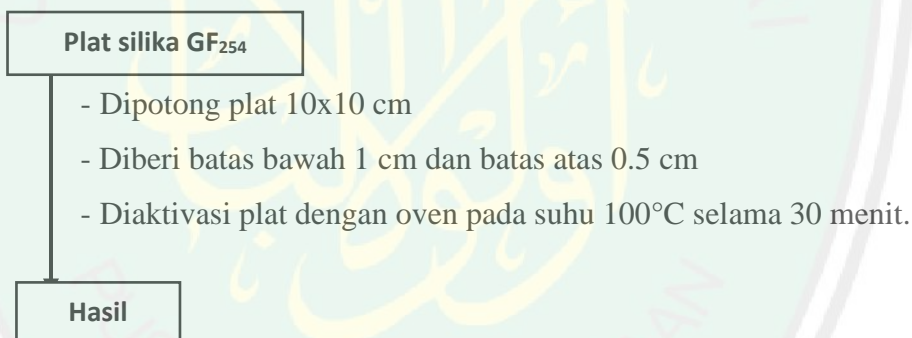 Plat silika GF₂₅₄
- Dipotong plat 10x10 cm
- Diberi batas bawah 1 cm dan batas atas 0.5 cm
- Diaktivasi plat dengan oven pada suhu 100°C selama 30 menit.
Hasil